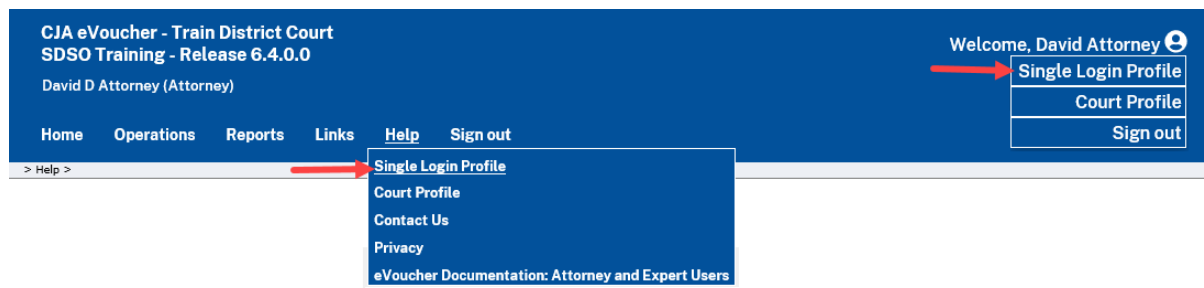 CJA eVoucher - Train District Court
SDSO Training - Release 6.4.0.0
David D Attorney (Attorney)
Welcome, David Attorney
Single Login Profile
Court Profile
Sign out
Home Operations Reports Links Help Sign out
> Help >
Single Login Profile
Court Profile
Contact Us
Privacy
eVoucher Documentation: Attorney and Expert Users